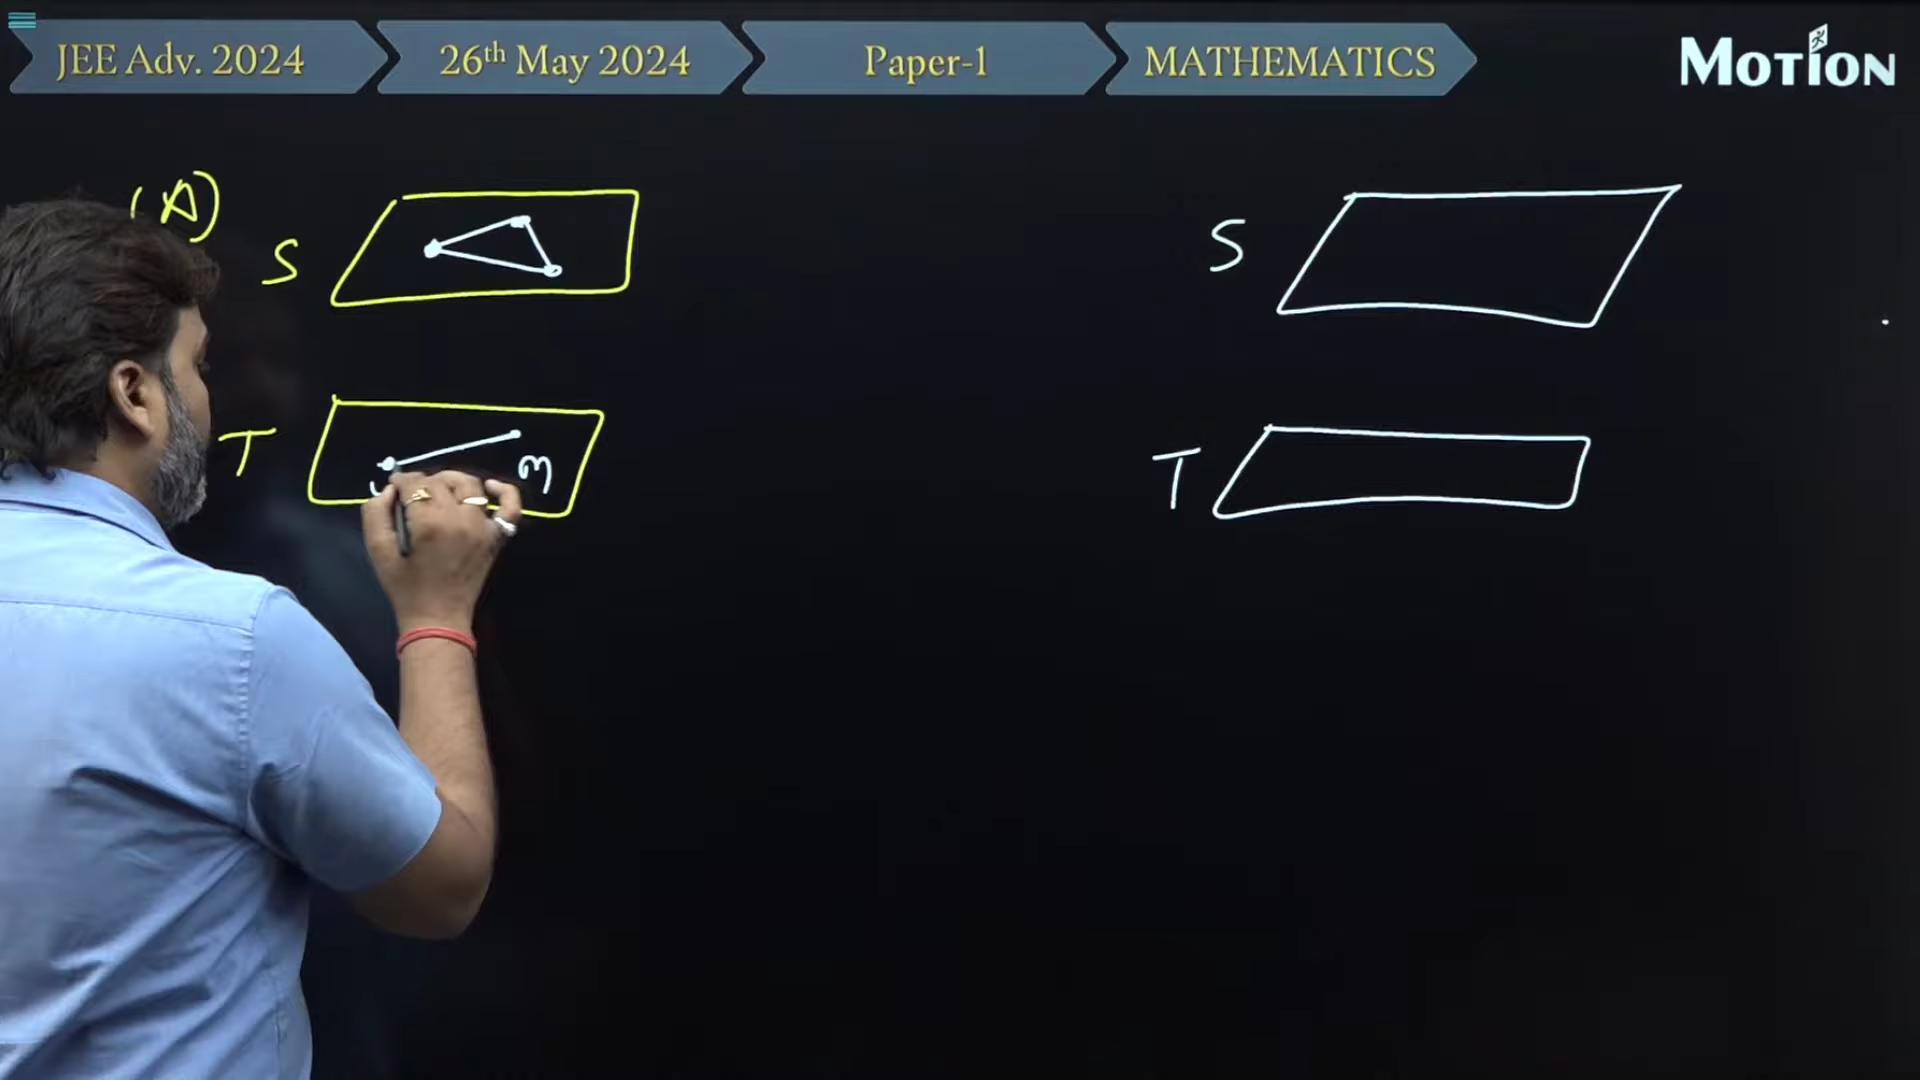 JEE Adv. 2024
26th May 2024
Paper-1
MATHEMATICS
MOTION
(A)
S
S
T
m
T